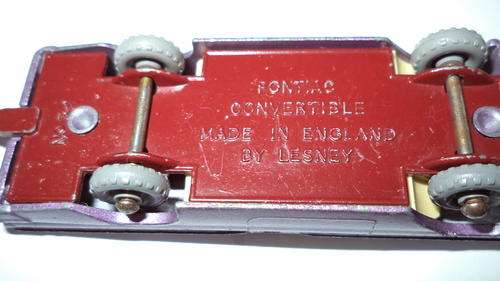 PONTIAC
CONVERTIBLE
MADE IN ENGLAND
BY LESNEY